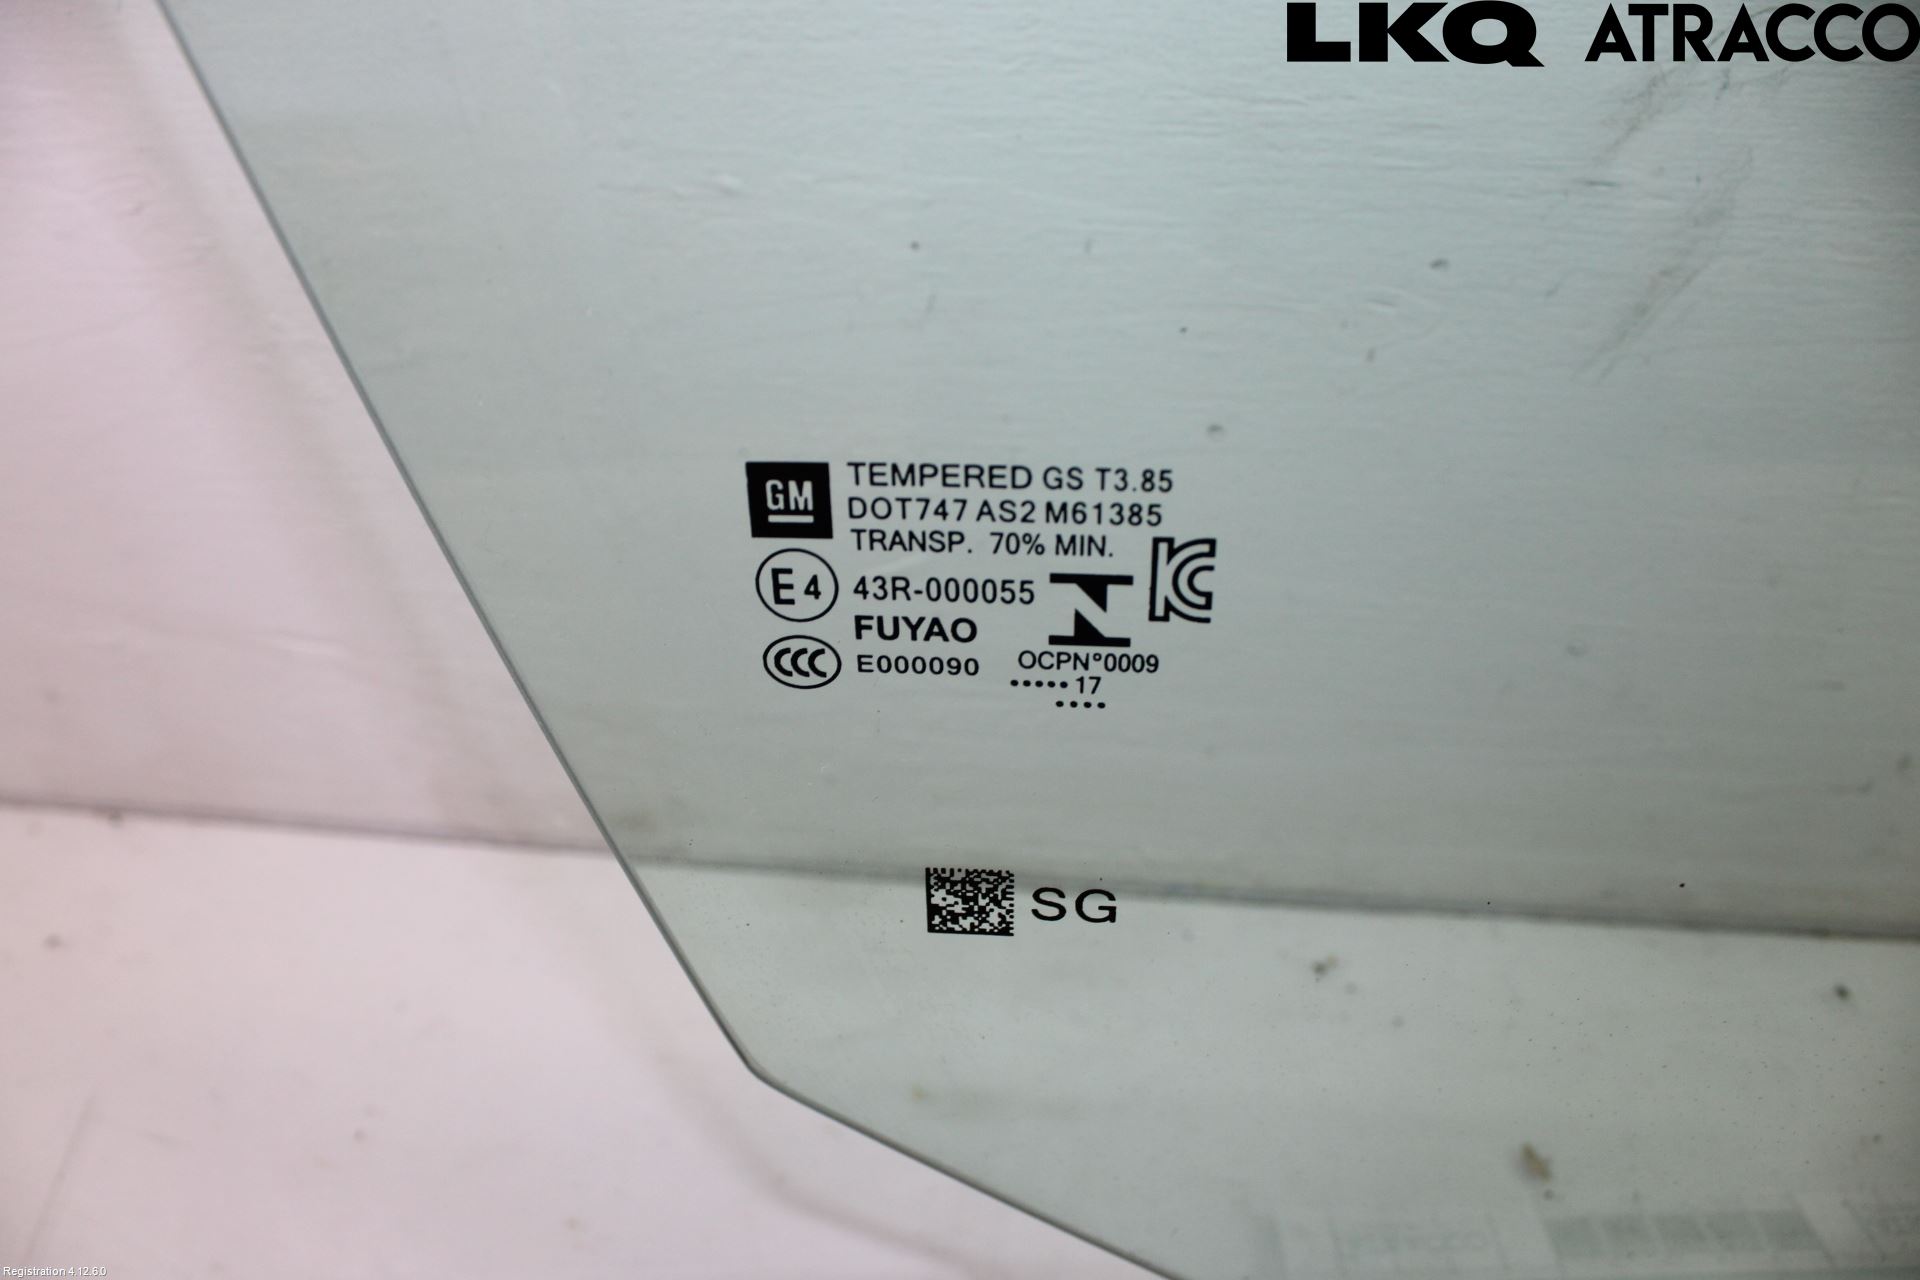 LKQ ATRACCO
GM
TEMPERED GS T3.85
DOT747 AS2 M61385
TRANSP. 70% MIN.
E4 43R-000055
FUYAO
CCC E000090
KC
OCPN°0009
•••••17
••••
SG
Registration 4.12.6.0